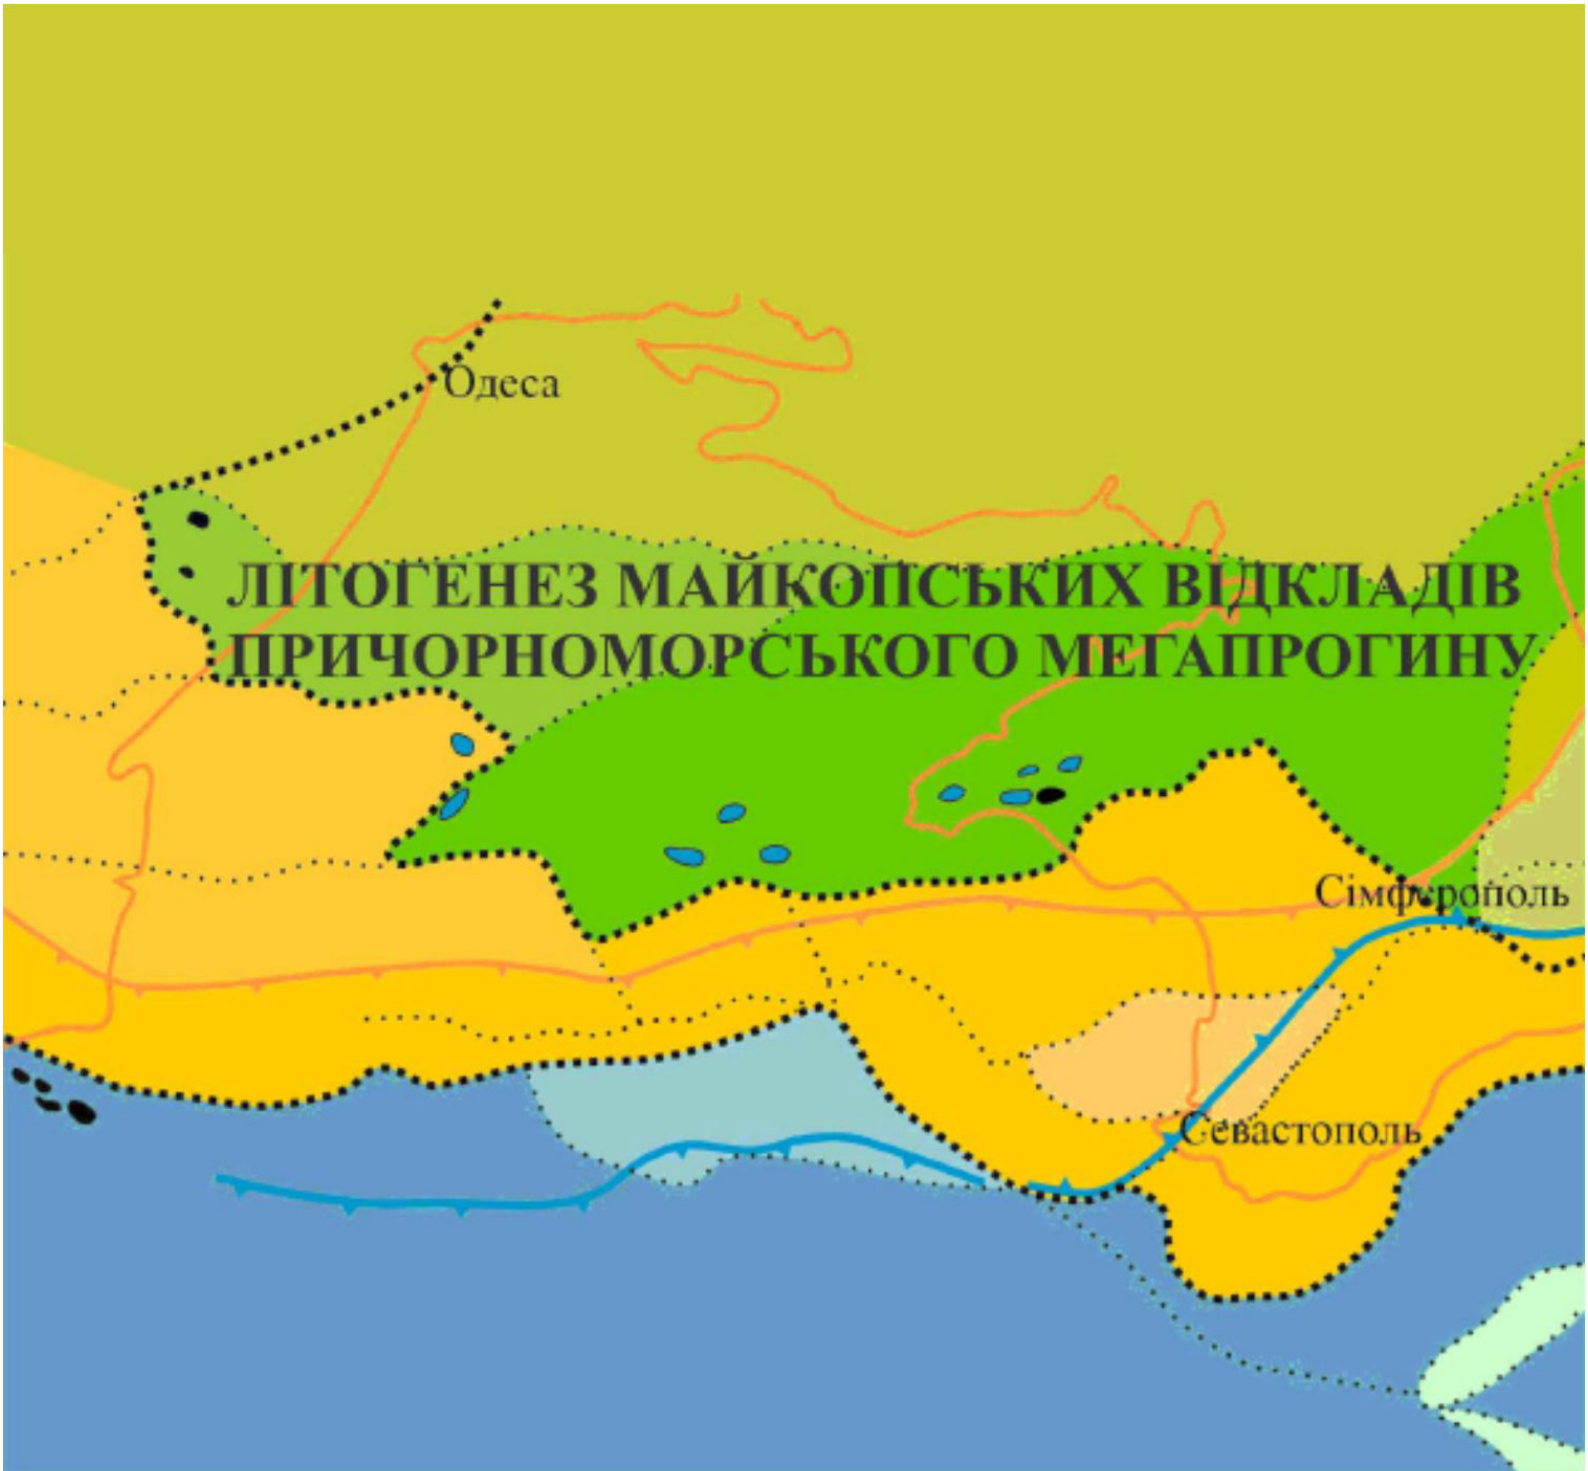 Одеса
ЛІТОГЕНЕЗ МАЙКОПСЬКИХ ВІДКЛАДІВ
ПРИЧОРНОМОРСЬКОГО МЕГАПРОГИНУ
Сімферополь
Севастополь